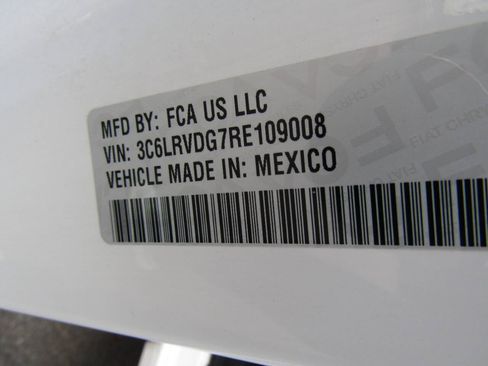 MFD BY: FCA US LLC
VIN: 3C6LRVDG7RE109008
VEHICLE MADE IN: MEXICO